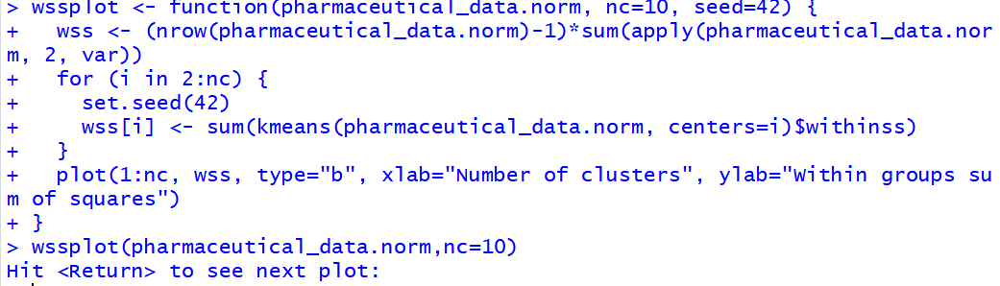 > wssplot <- function(pharmaceutical_data.norm, nc=10, seed=42) {
+   wss <- (nrow(pharmaceutical_data.norm)-1)*sum(apply(pharmaceutical_data.nor
m, 2, var))
+   for (i in 2:nc) {
+     set.seed(42)
+     wss[i] <- sum(kmeans(pharmaceutical_data.norm, centers=i)$withinss)
+   }
+   plot(1:nc, wss, type="b", xlab="Number of clusters", ylab="Within groups su
m of squares")
+ }
> wssplot(pharmaceutical_data.norm,nc=10)
Hit <Return> to see next plot: